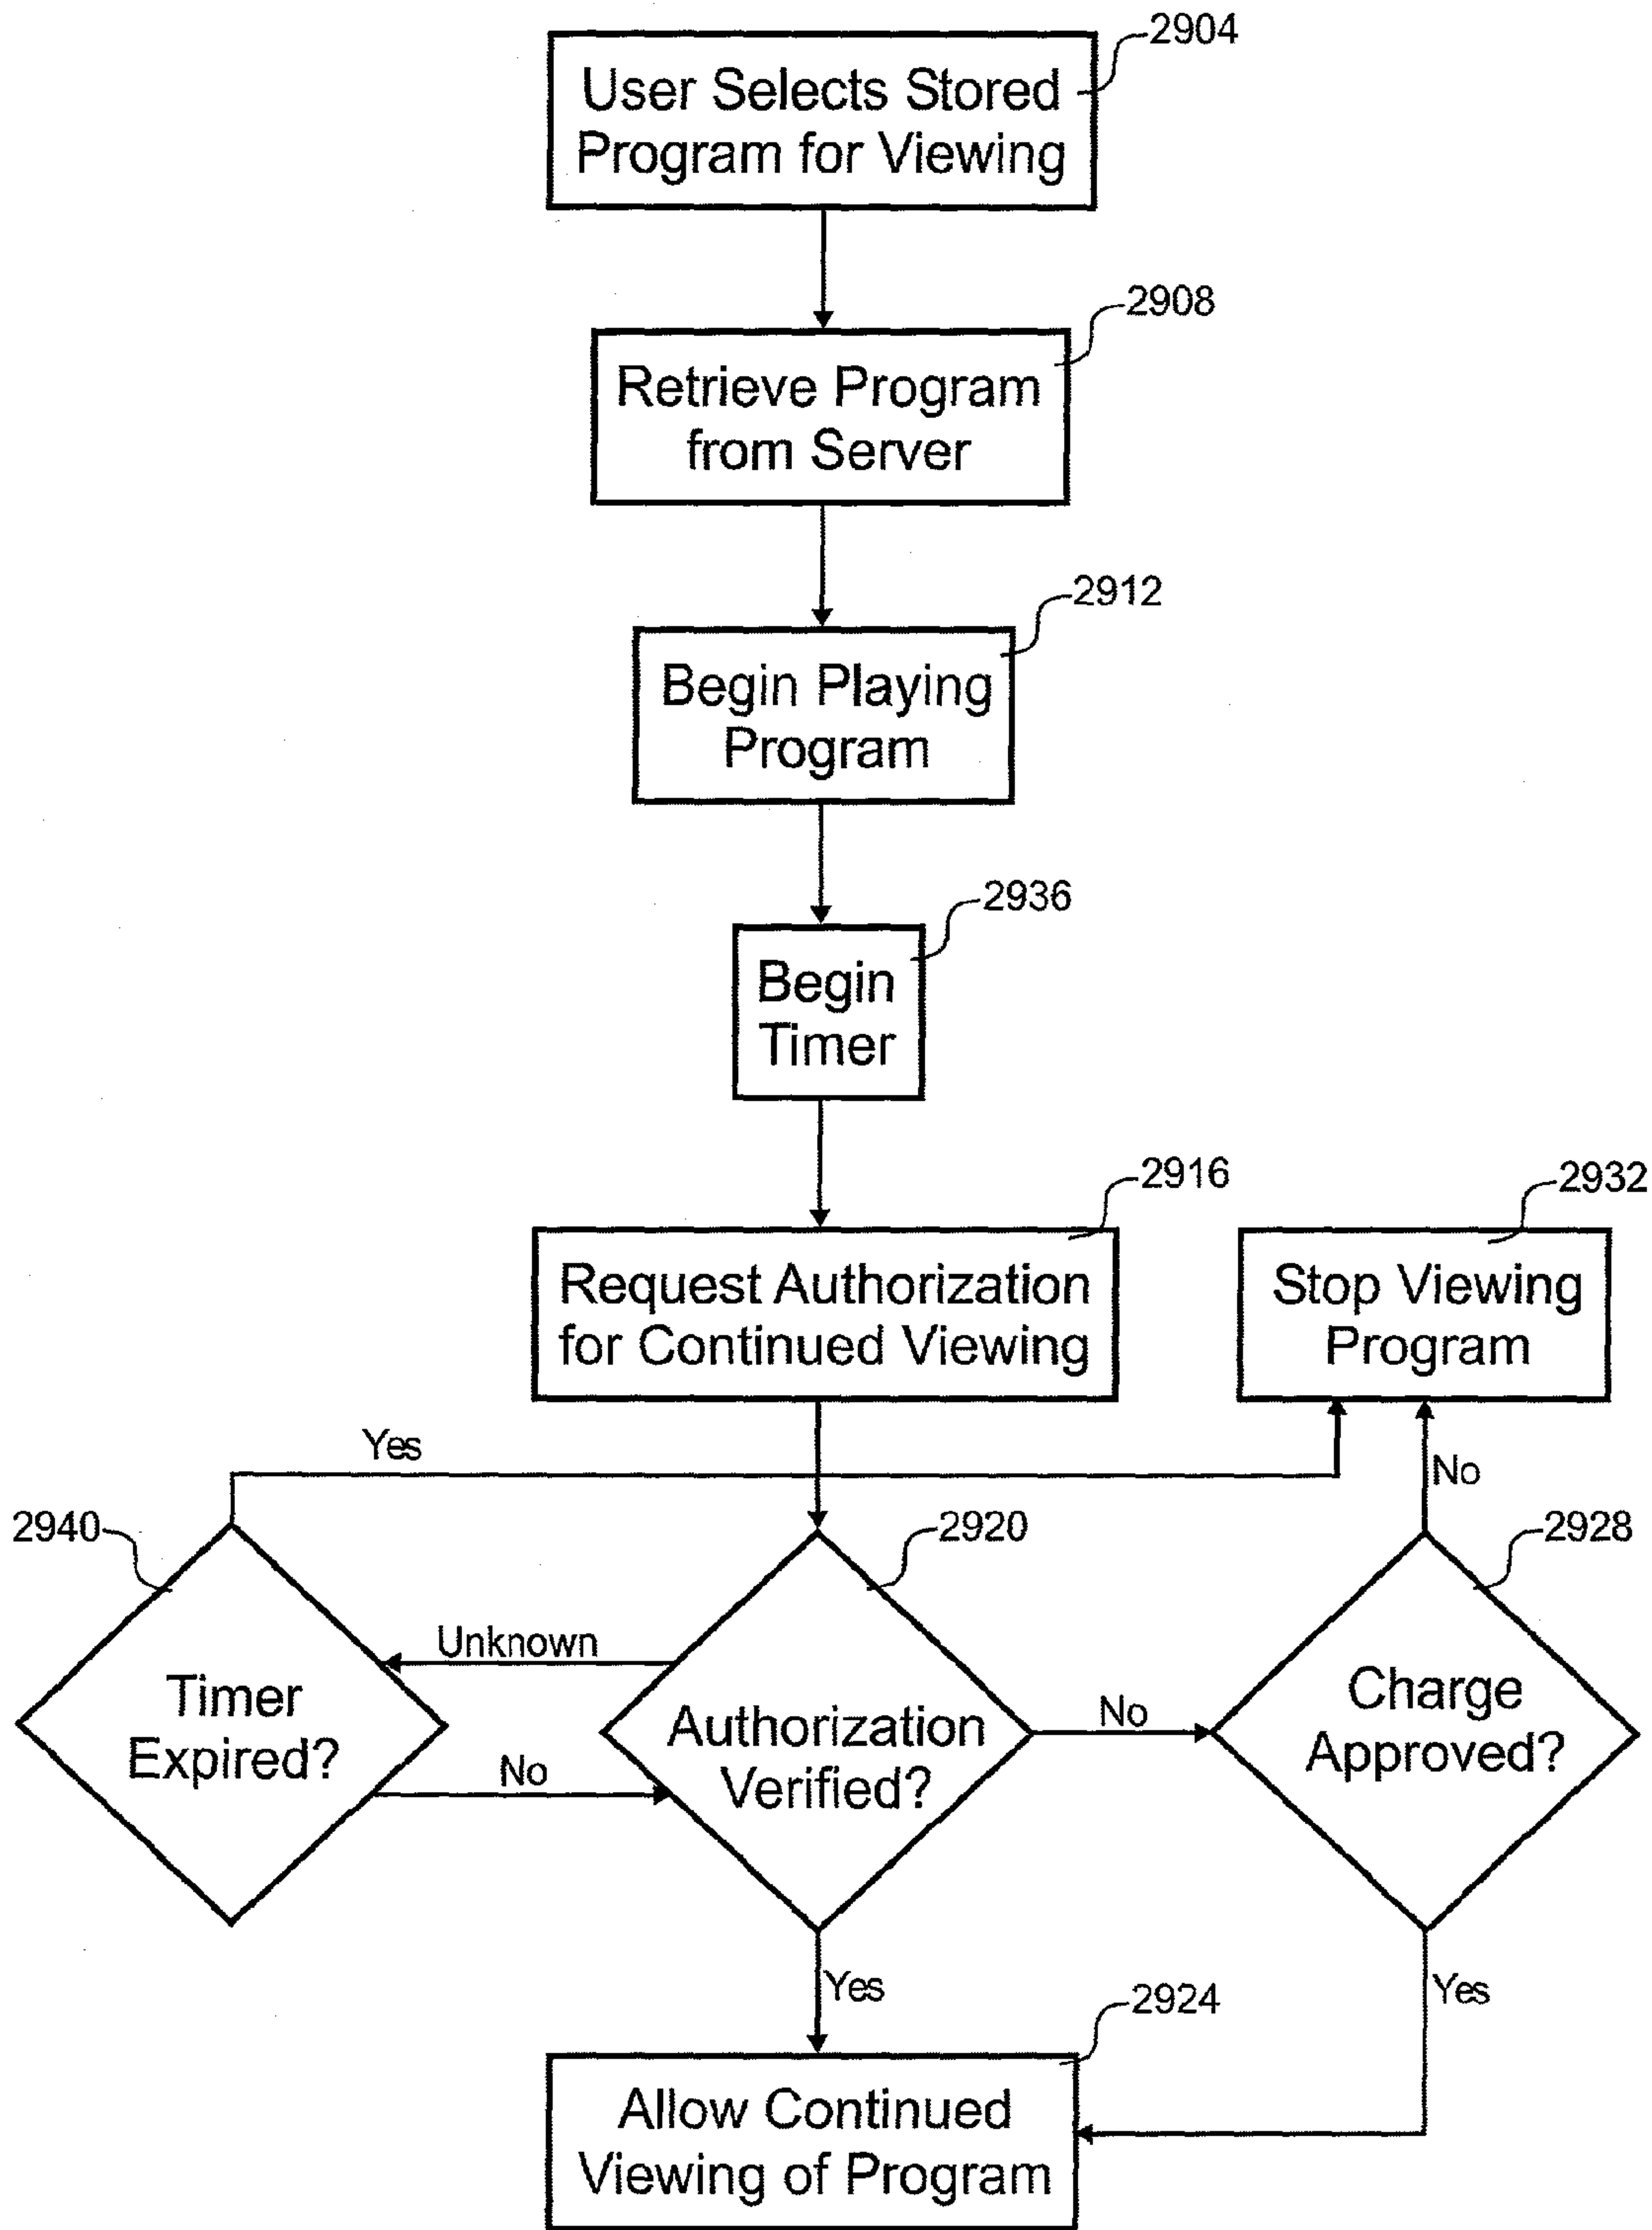 2904
User Selects Stored
Program for Viewing
2908
Retrieve Program
from Server
2912
Begin Playing
Program
2936
Begin
Timer
2916
Request Authorization
for Continued Viewing
2932
Stop Viewing
Program
Yes
No
2940
Timer
Expired?
Unknown
No
2920
Authorization
Verified?
No
2928
Charge
Approved?
Yes
Yes
2924
Allow Continued
Viewing of Program